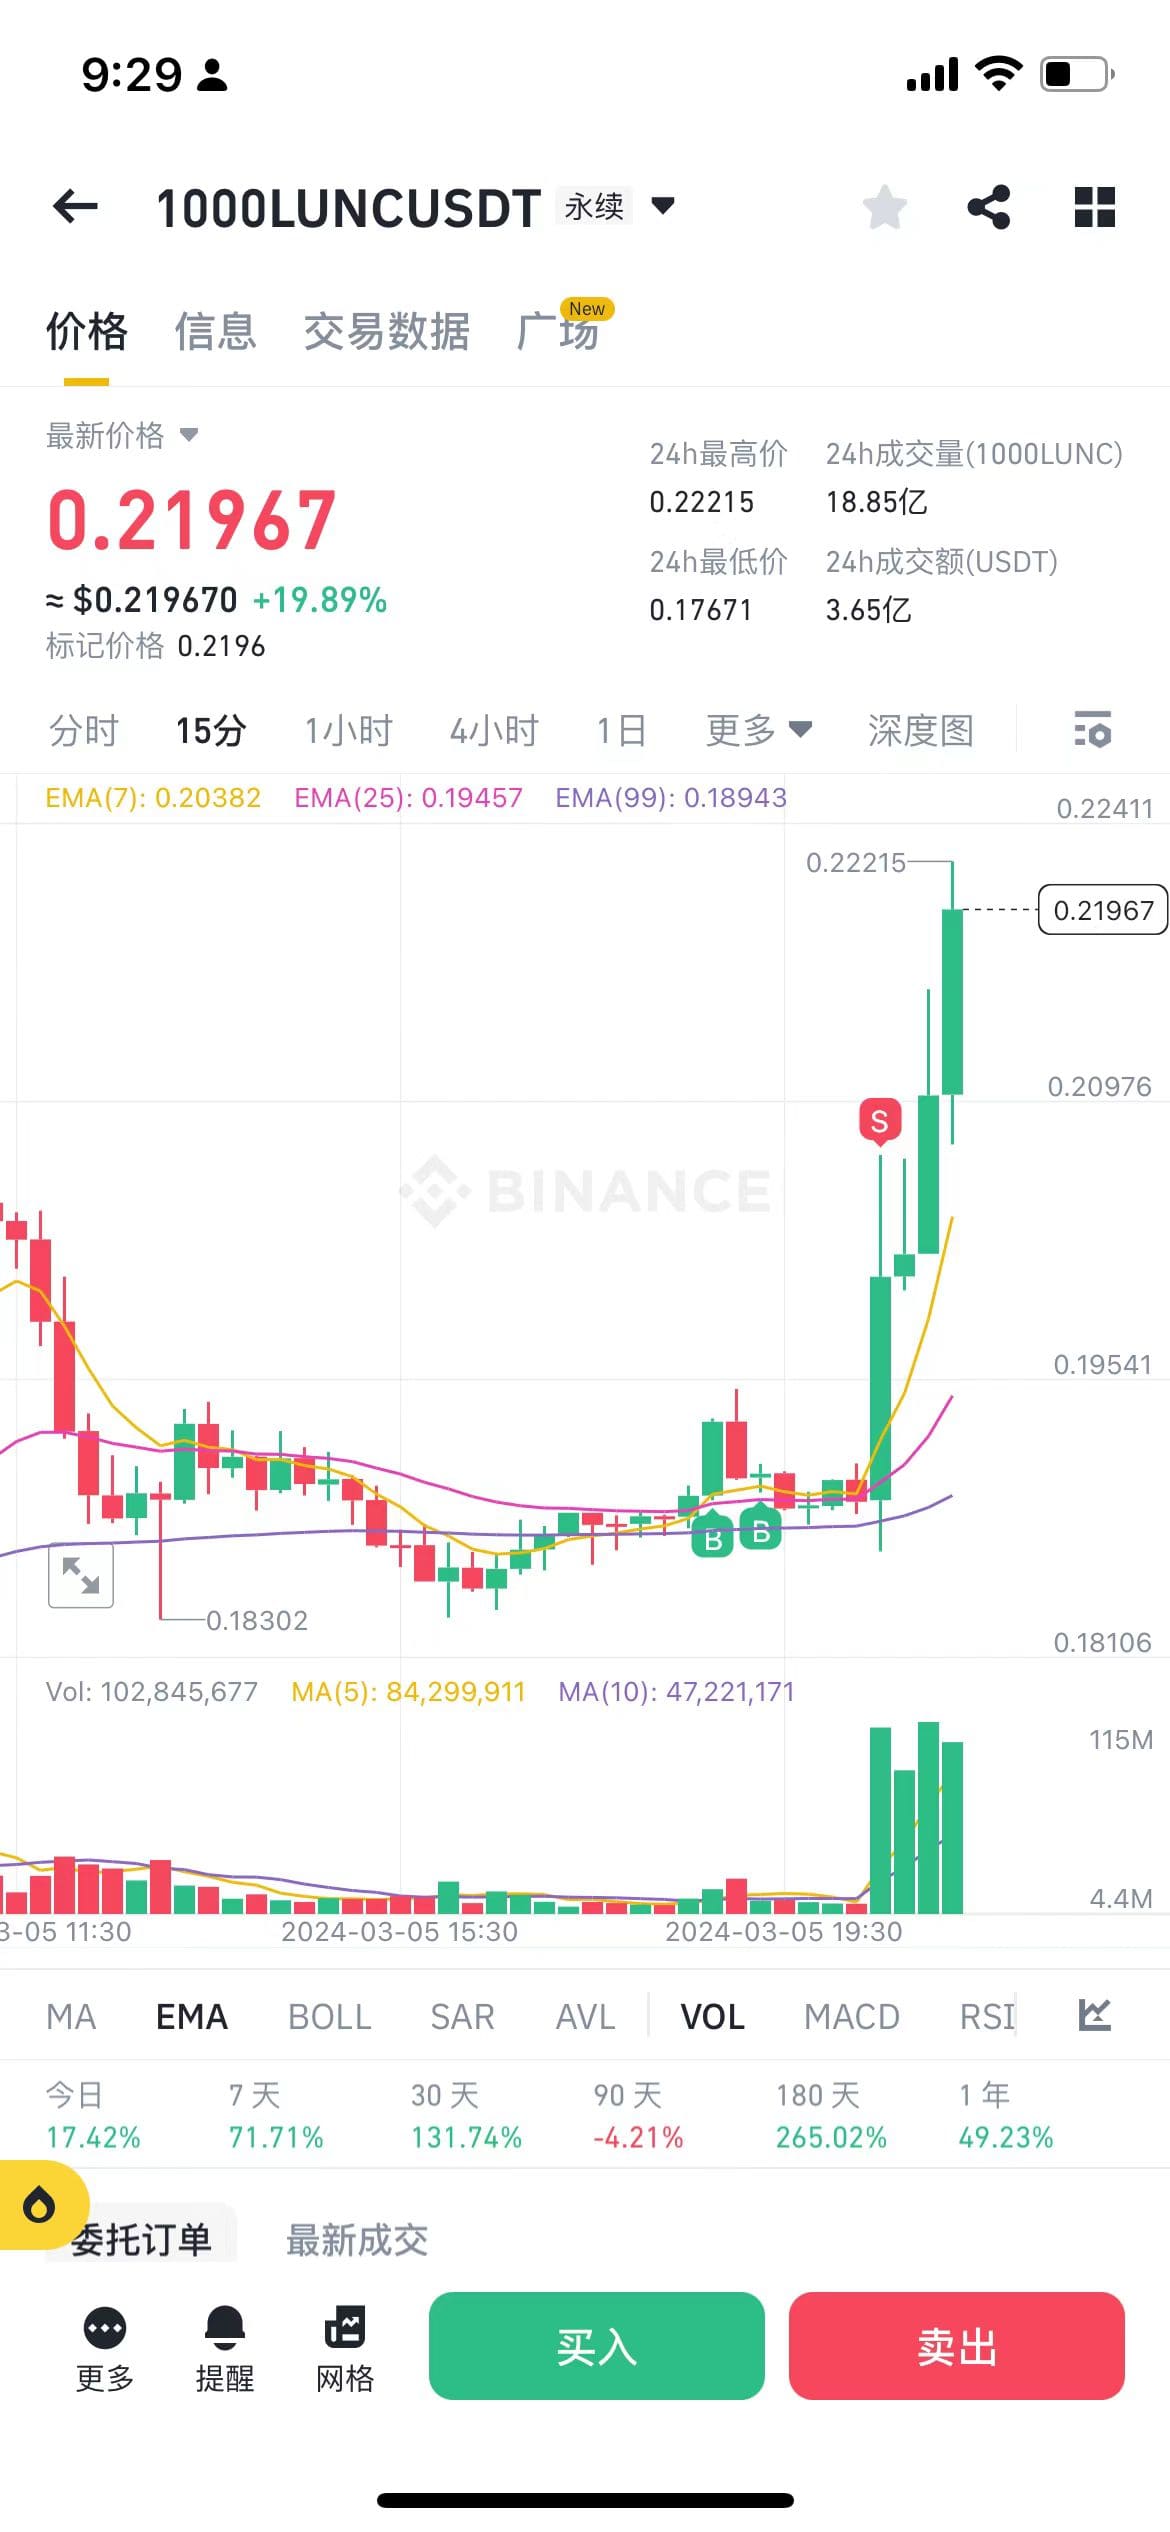 9:29
1000LUNCUSDT 永续
价格 信息 交易数据 广场 New
最新价格
0.21967
≈ $0.219670 +19.89%
标记价格 0.2196
24h最高价 24h成交量(1000LUNC)
0.22215 18.85亿
24h最低价 24h成交额(USDT)
0.17671 3.65亿
分时 15分 1小时 4小时 1日 更多 深度图
EMA(7): 0.20382 EMA(25): 0.19457 EMA(99): 0.18943
0.22411
0.22215
0.21967
0.20976
S
BINANCE
0.19541
B B
0.18302
0.18106
Vol: 102,845,677 MA(5): 84,299,911 MA(10): 47,221,171
115M
4.4M
3-05 11:30 2024-03-05 15:30 2024-03-05 19:30
MA EMA BOLL SAR AVL VOL MACD RSI
今日 7天 30天 90天 180天 1年
17.42% 71.71% 131.74% -4.21% 265.02% 49.23%
委托订单 最新成交
更多 提醒 网格 买入 卖出